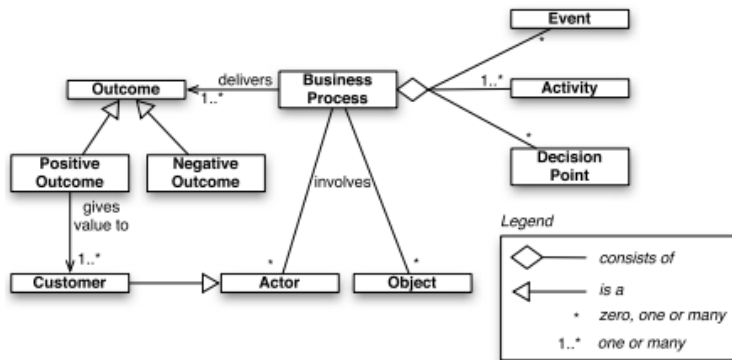 Event
*
Outcome
delivers
1..*
Business
Process
1..*
Activity
*
Decision
Point
Positive
Outcome
Negative
Outcome
involves
gives
value to
1..*
Customer
*
Actor
*
Object
Legend
consists of
is a
* zero, one or many
1..* one or many